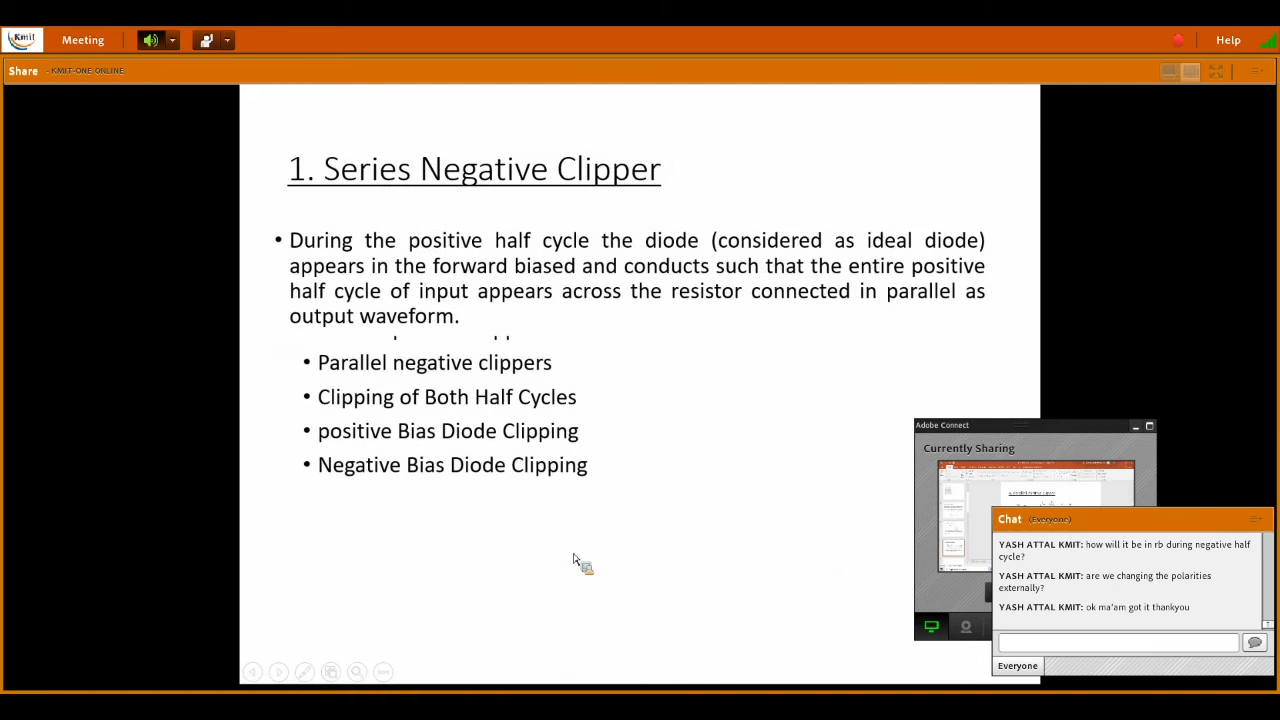 Kmit Meeting Help
Share - KMIT-ONE ONLINE
1. Series Negative Clipper
• During the positive half cycle the diode (considered as ideal diode)
appears in the forward biased and conducts such that the entire positive
half cycle of input appears across the resistor connected in parallel as
output waveform.
• Parallel negative clippers
• Clipping of Both Half Cycles
• positive Bias Diode Clipping
• Negative Bias Diode Clipping
Adobe Connect
Currently Sharing
Chat (Everyone)
YASH ATTAL KMIT: how will it be in rb during negative half
cycle?
YASH ATTAL KMIT: are we changing the polarities
externally?
YASH ATTAL KMIT: ok ma'am got it thankyou
Everyone